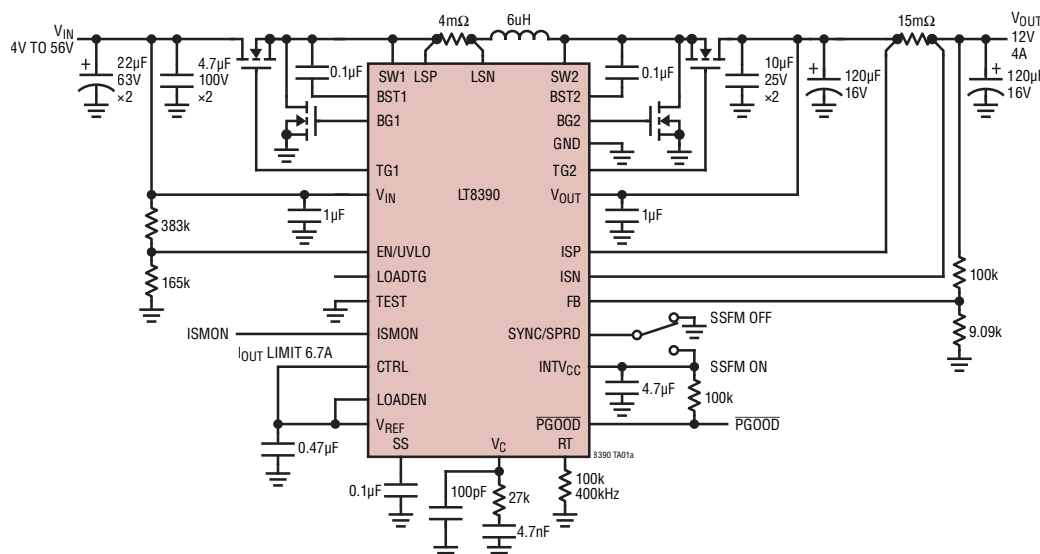 VIN
4V TO 56V
22µF
63V
×2
4.7µF
100V
×2
0.1µF
4mΩ
6uH
0.1µF
10µF
25V
×2
120µF
16V
15mΩ
VOUT
12V
4A
120µF
16V
SW1
LSP
LSN
SW2
BST1
BST2
BG1
BG2
GND
TG1
TG2
VIN
LT8390
VOUT
1µF
1µF
383k
EN/UVLO
ISP
165k
LOADTG
ISN
100k
TEST
FB
ISMON
ISMON
SYNC/SPRD
SSFM OFF
9.09k
IOUT LIMIT 6.7A
CTRL
INTVCC
SSFM ON
4.7µF
100k
LOADEN
VREF
PGOOD
PGOOD
0.47µF
SS
VC
RT
8390 TA01a
0.1µF
100pF
27k
4.7nF
100k
400kHz